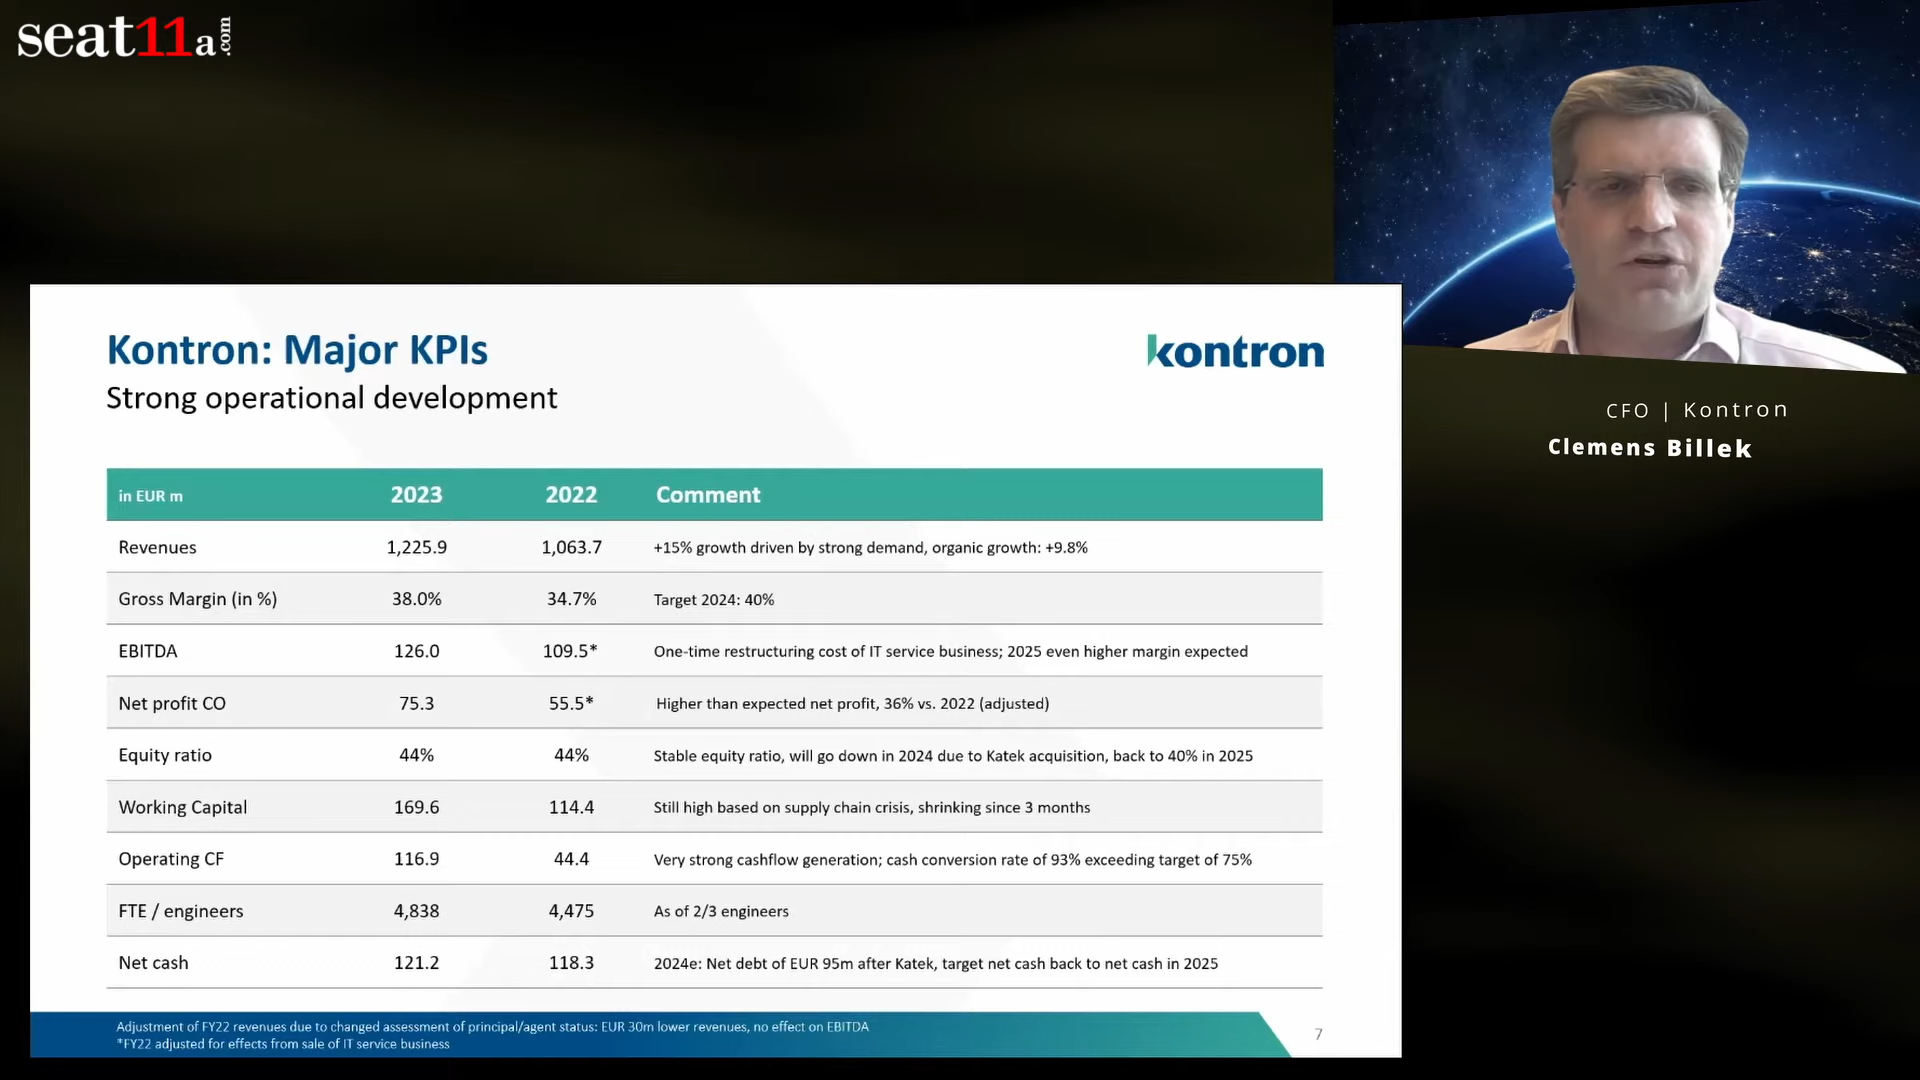 seat11a.com
CFO | Kontron
Clemens Billek
Kontron: Major KPIs
kontron
Strong operational development
in EUR m 2023 2022 Comment
Revenues 1,225.9 1,063.7 +15% growth driven by strong demand, organic growth: +9.8%
Gross Margin (in %) 38.0% 34.7% Target 2024: 40%
EBITDA 126.0 109.5* One-time restructuring cost of IT service business; 2025 even higher margin expected
Net profit CO 75.3 55.5* Higher than expected net profit, 36% vs. 2022 (adjusted)
Equity ratio 44% 44% Stable equity ratio, will go down in 2024 due to Katek acquisition, back to 40% in 2025
Working Capital 169.6 114.4 Still high based on supply chain crisis, shrinking since 3 months
Operating CF 116.9 44.4 Very strong cashflow generation; cash conversion rate of 93% exceeding target of 75%
FTE / engineers 4,838 4,475 As of 2/3 engineers
Net cash 121.2 118.3 2024e: Net debt of EUR 95m after Katek, target net cash back to net cash in 2025
Adjustment of FY22 revenues due to changed assessment of principal/agent status: EUR 30m lower revenues, no effect on EBITDA
*FY22 adjusted for effects from sale of IT service business
7